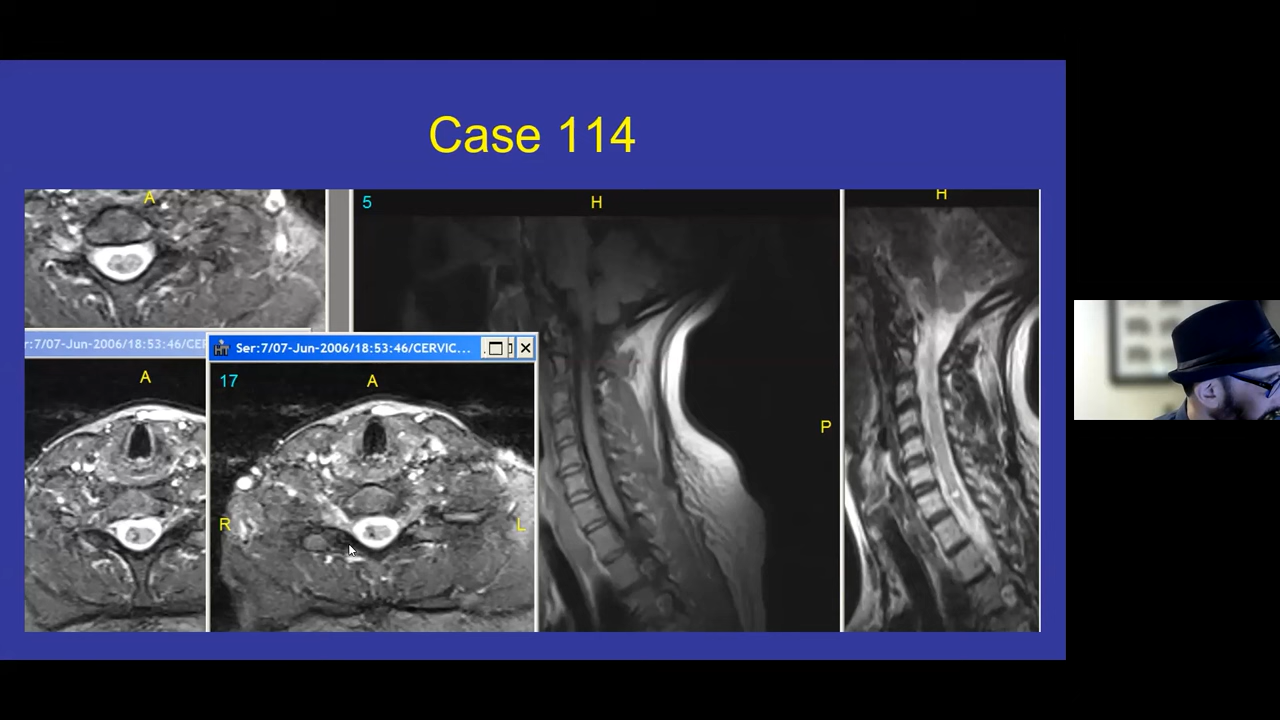 Case 114
A
5
H
H
r:7/07-Jun-2006/18:53:46/CER
Ser:7/07-Jun-2006/18:53:46/CERVIC...
A
17
A
P
R
L